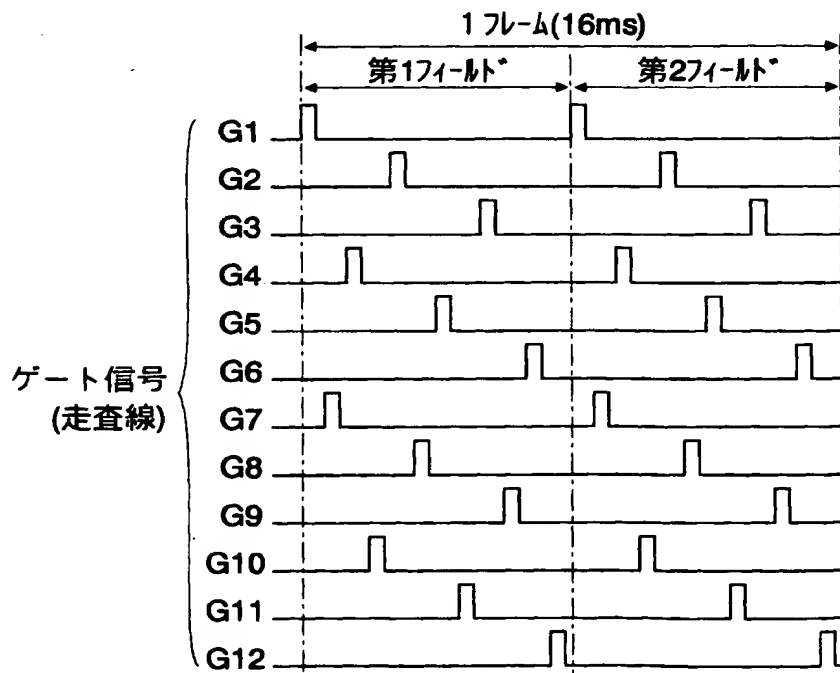 1 フレーム(16ms)
第1フィールド 第2フィールド
G1
G2
G3
G4
G5
G6
ゲート信号
(走査線)
G7
G8
G9
G10
G11
G12